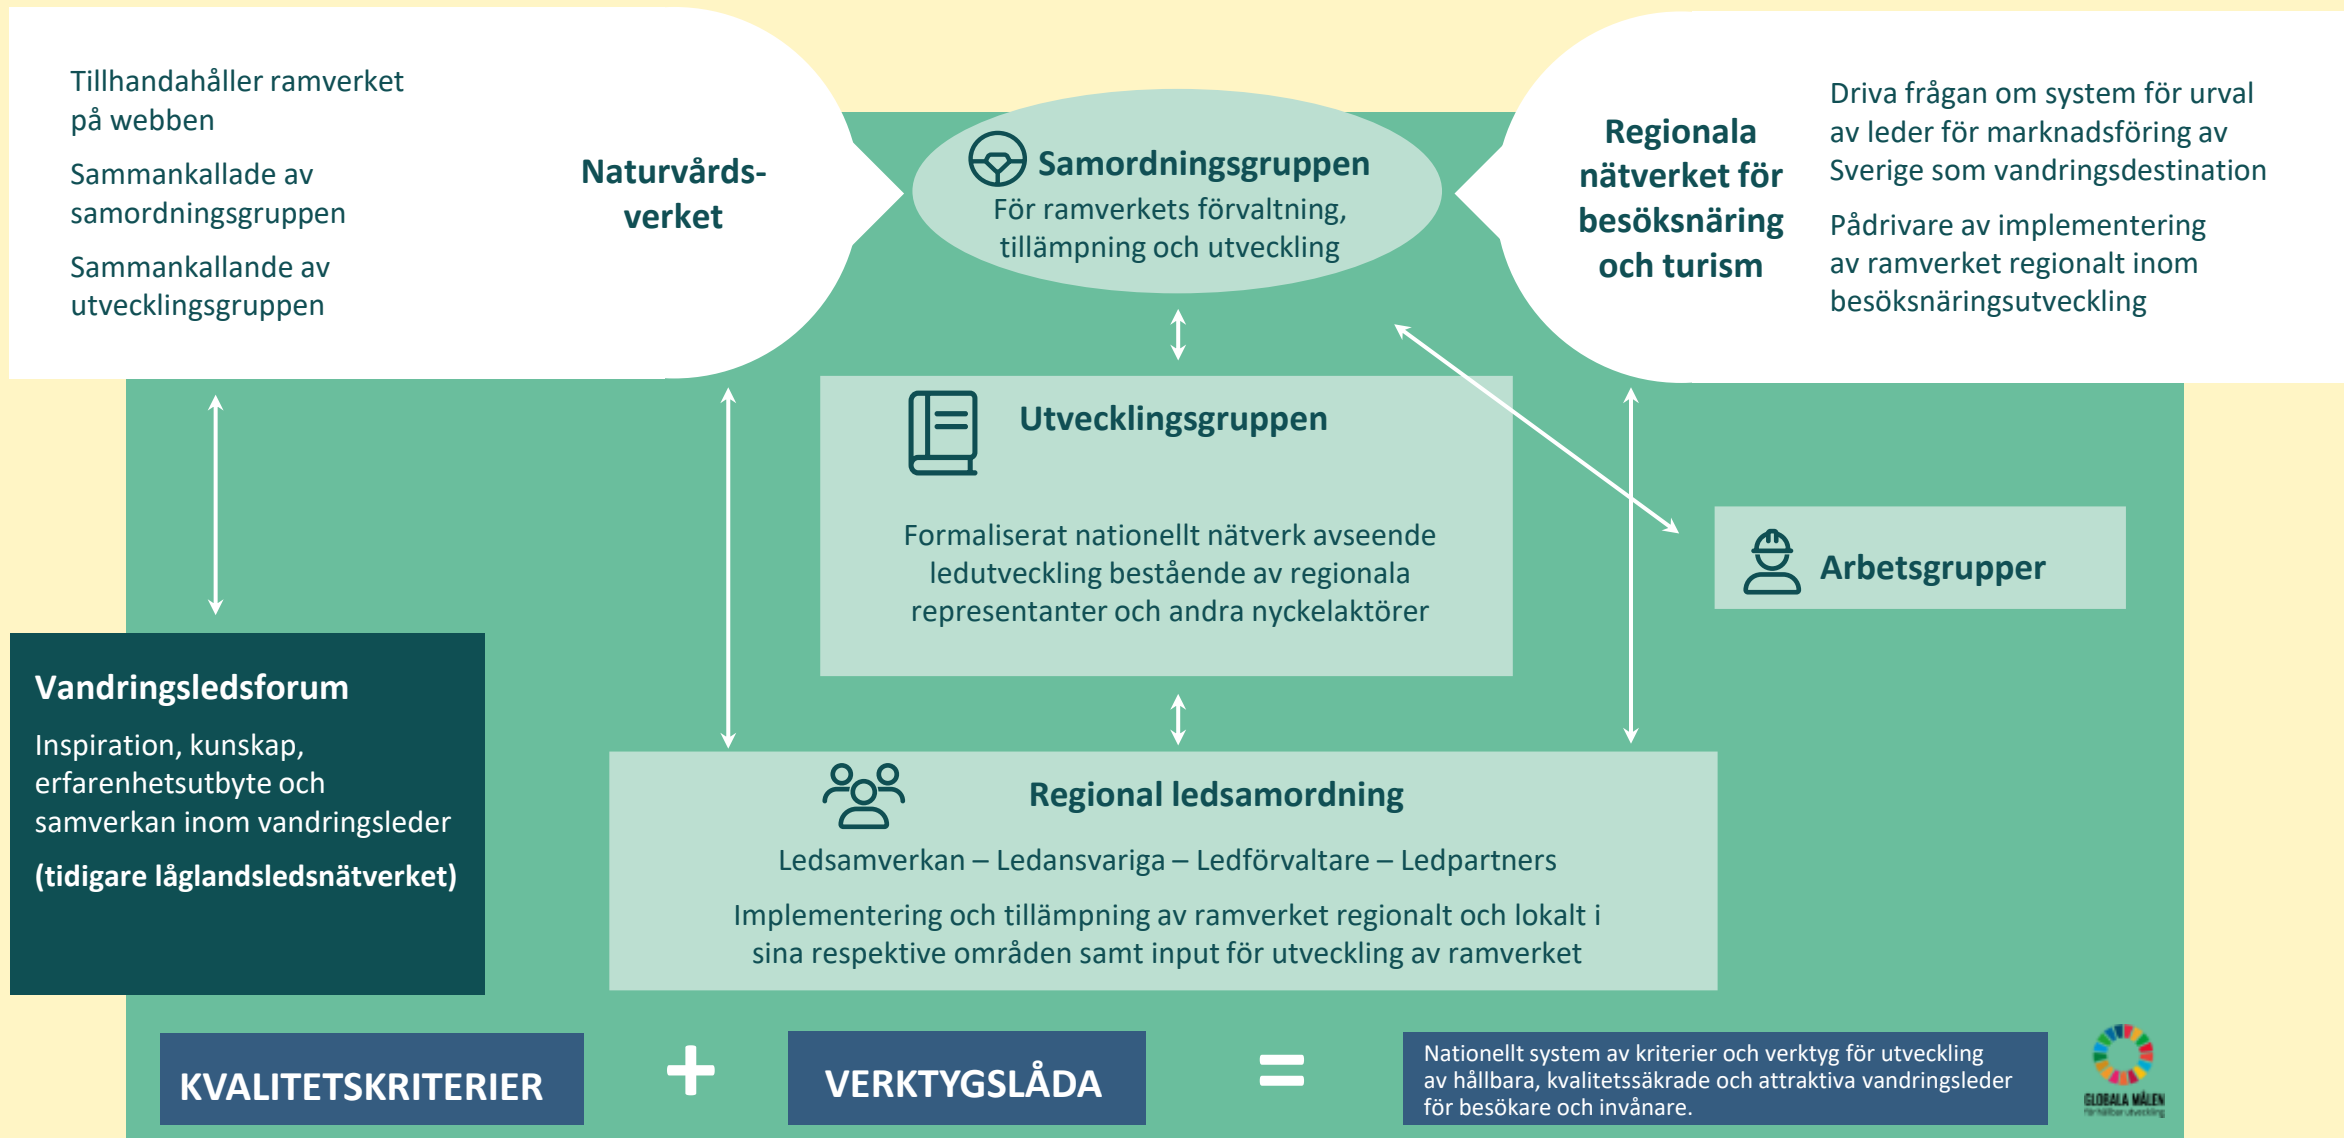 Tillhandahåller ramverket
på webben
Sammankallade av
samordningsgruppen
Sammankallande av
utvecklingsgruppen
Naturvårds-
verket
Samordningsgruppen
För ramverkets förvaltning,
tillämpning och utveckling
Regionala
nätverket för
besöksnäring
och turism
Driva frågan om system för urval
av leder för marknadsföring av
Sverige som vandringsdestination
Pådrivare av implementering
av ramverket regionalt inom
besöksnäringsutveckling
Utvecklingsgruppen
Formaliserat nationellt nätverk avseende
ledutveckling bestående av regionala
representanter och andra nyckelaktörer
Arbetsgrupper
Vandringsledsforum
Inspiration, kunskap,
erfarenhetsutbyte och
samverkan inom vandringsleder
(tidigare låglandsledsnätverket)
Regional ledsamordning
Ledsamverkan – Ledansvariga – Ledförvaltare – Ledpartners
Implementering och tillämpning av ramverket regionalt och lokalt i
sina respektive områden samt input för utveckling av ramverket
KVALITETSKRITERIER
+
VERKTYGSLÅDA
=
Nationellt system av kriterier och verktyg för utveckling
av hållbara, kvalitetssäkrade och attraktiva vandringsleder
för besökare och invånare.
GLOBALA MÅLEN
för hållbar utveckling